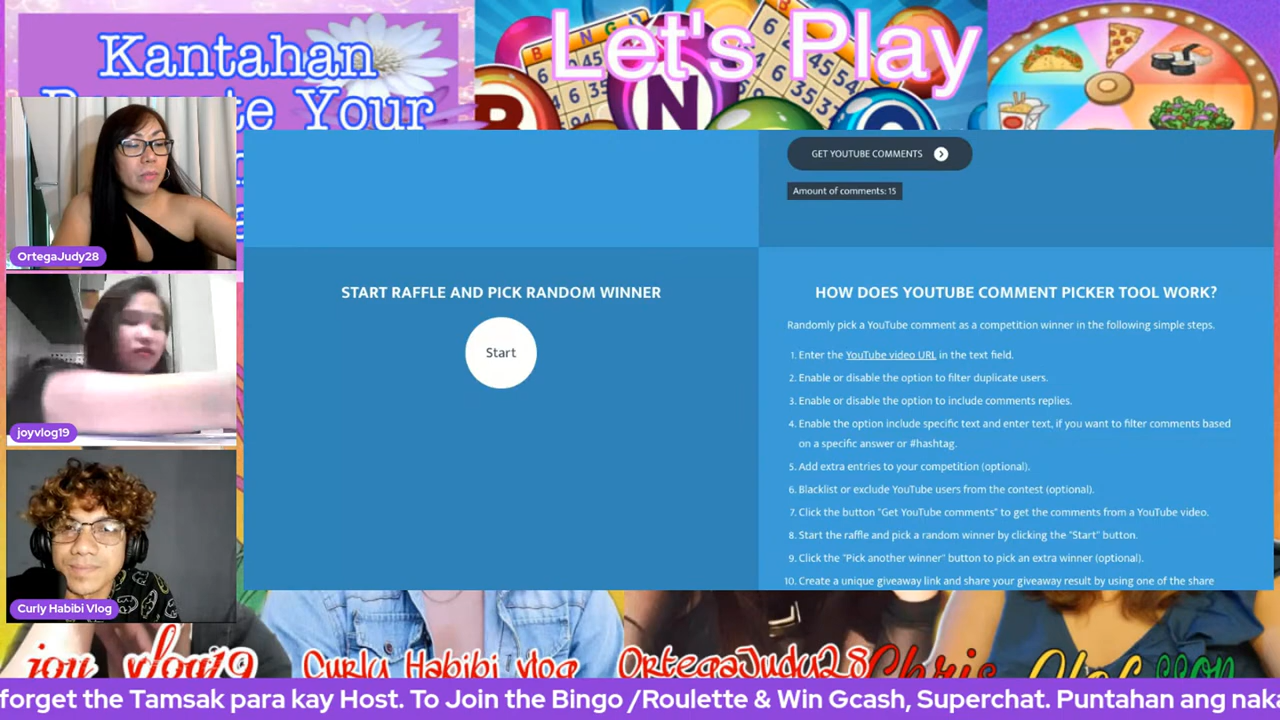 Kantahan
te Your
Let's Play
B I N G
N
GET YOUTUBE COMMENTS
Amount of comments: 15
OrtegaJudy28
joyvlog19
Curly Habibi Vlog
START RAFFLE AND PICK RANDOM WINNER
Start
HOW DOES YOUTUBE COMMENT PICKER TOOL WORK?
Randomly pick a YouTube comment as a competition winner in the following simple steps.
1. Enter the YouTube video URL in the text field.
2. Enable or disable the option to filter duplicate users.
3. Enable or disable the option to include comments replies.
4. Enable the option include specific text and enter text, if you want to filter comments based
on a specific answer or #hashtag.
5. Add extra entries to your competition (optional).
6. Blacklist or exclude YouTube users from the contest (optional).
7. Click the button "Get YouTube comments" to get the comments from a YouTube video.
8. Start the raffle and pick a random winner by clicking the "Start" button.
9. Click the "Pick another winner" button to pick an extra winner (optional).
10. Create a unique giveaway link and share your giveaway result by using one of the share
joy vlog19
Curly Habibi vlog
OrtegaJudy28
Chris
forget the Tamsak para kay Host. To Join the Bingo /Roulette & Win Gcash, Superchat. Puntahan ang nak